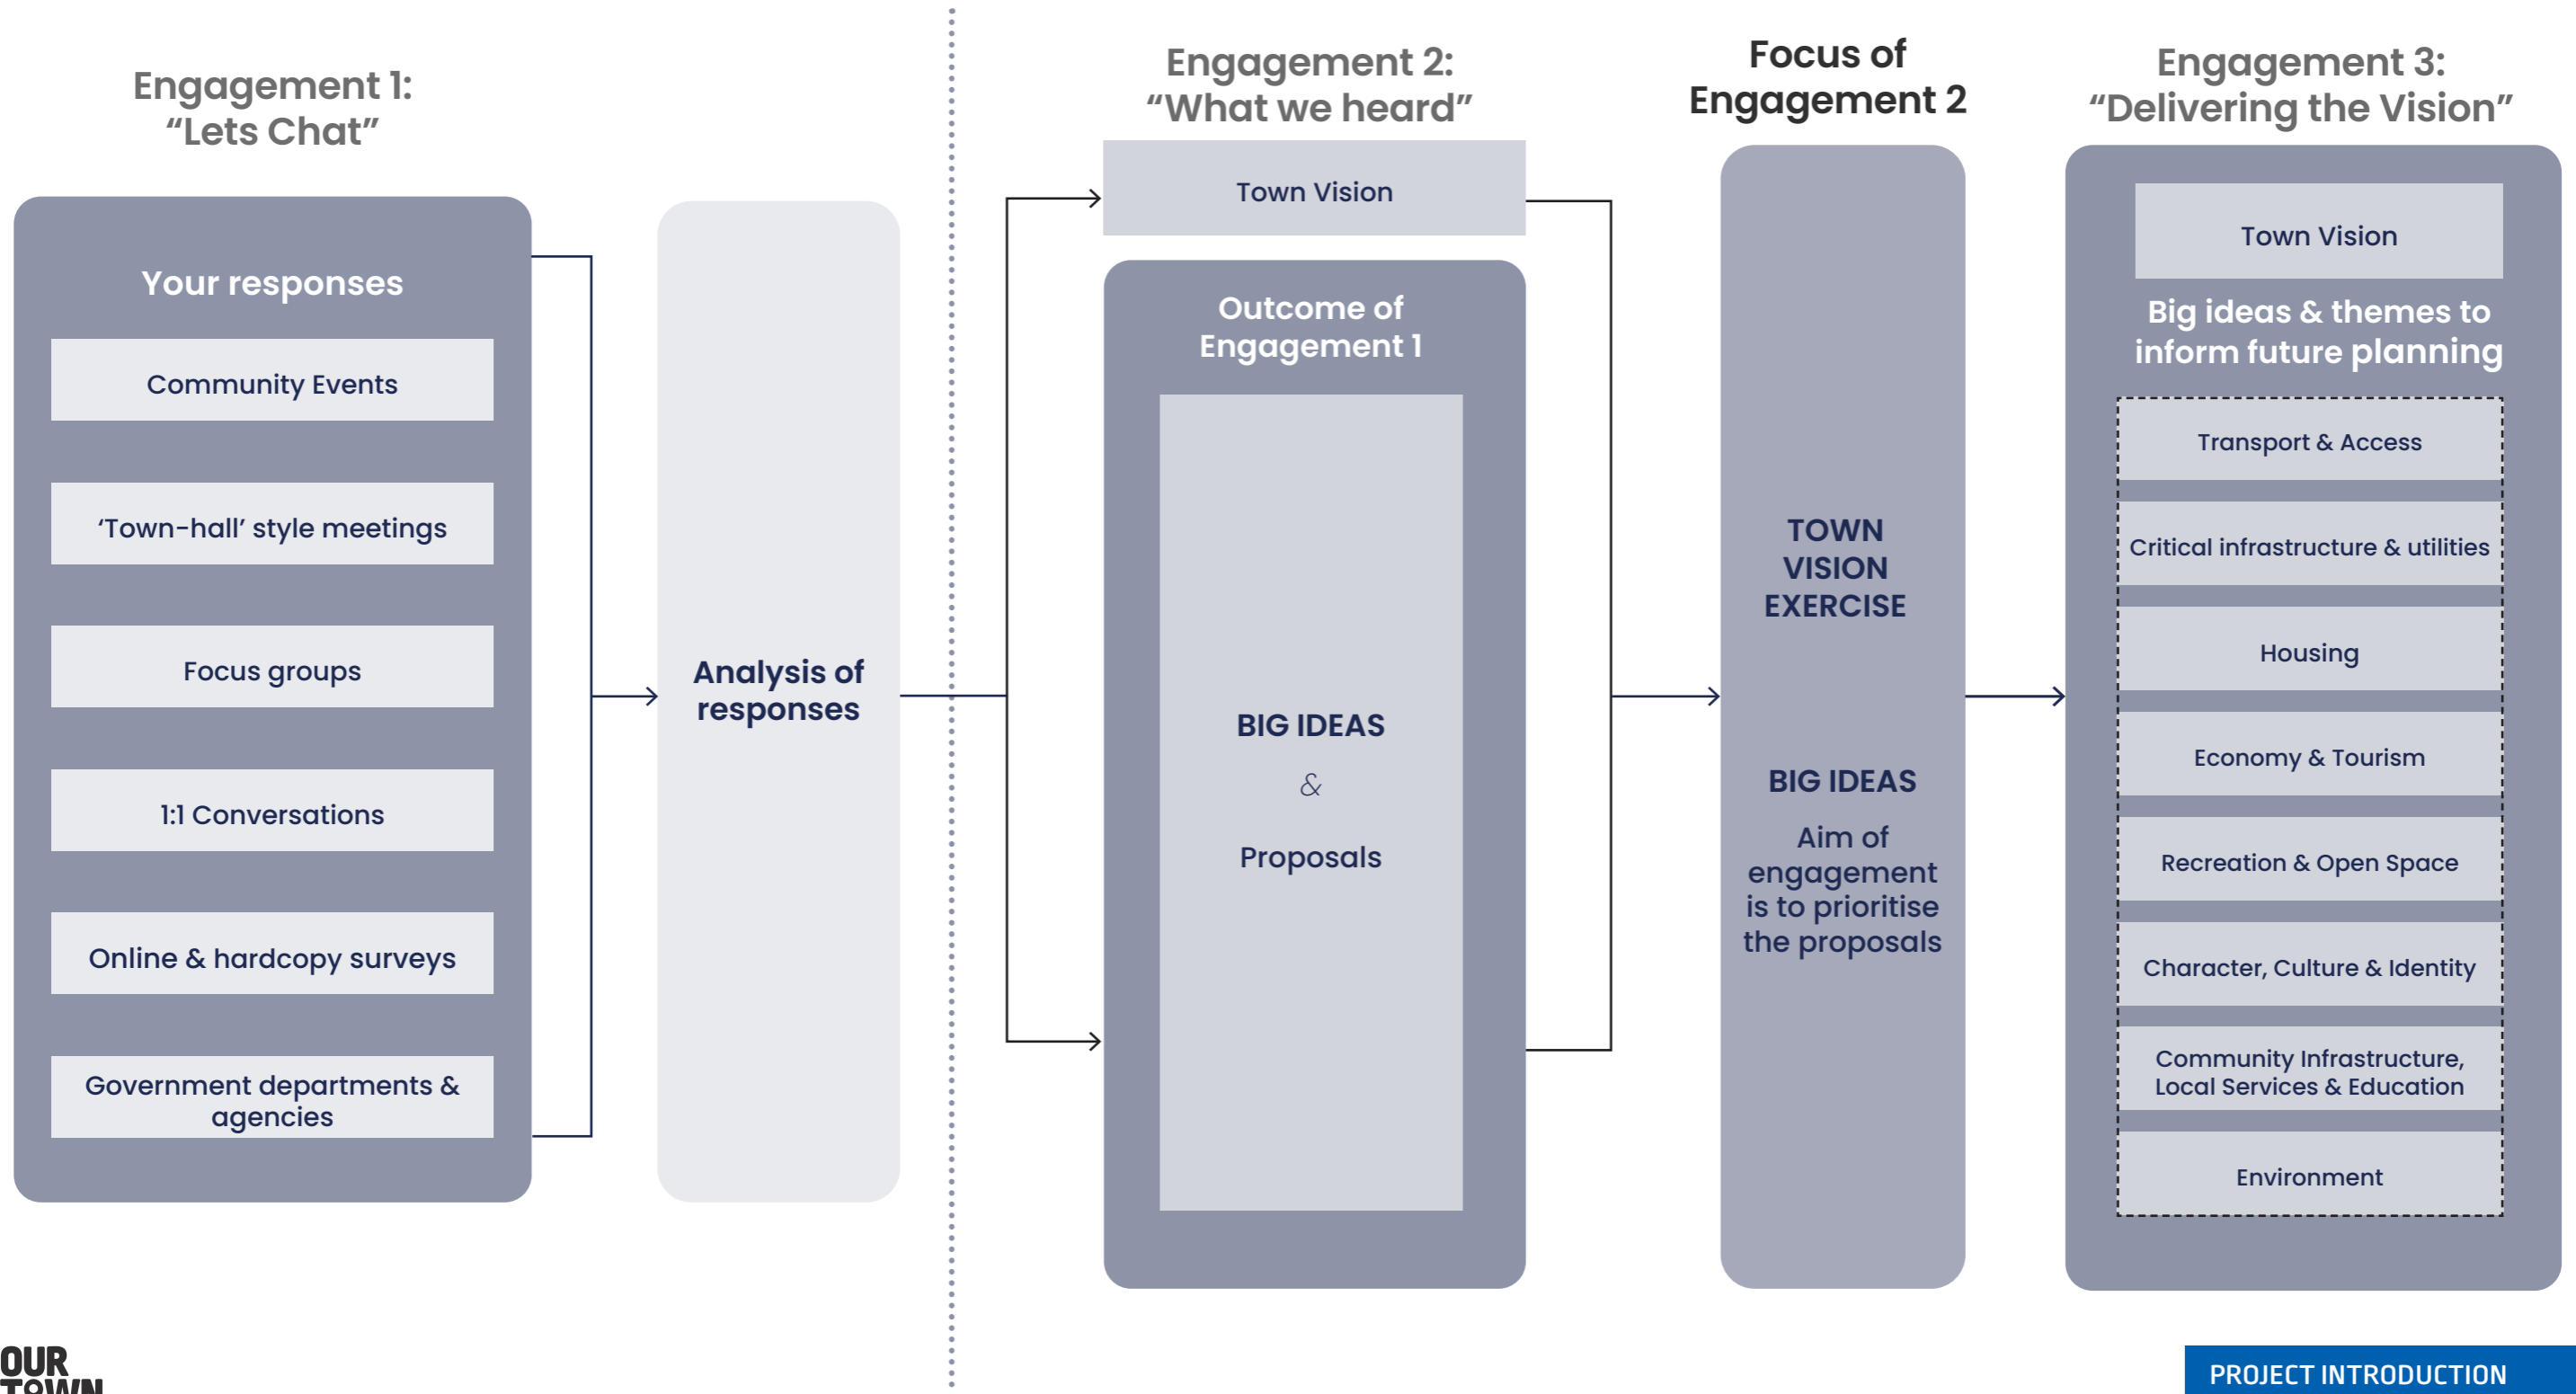 Engagement 1:
“Lets Chat”
Your responses
Community Events
‘Town-hall’ style meetings
Focus groups
1:1 Conversations
Online & hardcopy surveys
Government departments &
agencies
Analysis of
responses
Engagement 2:
“What we heard”
Town Vision
Outcome of
Engagement 1
BIG IDEAS
&
Proposals
Focus of
Engagement 2
TOWN
VISION
EXERCISE
BIG IDEAS
Aim of
engagement
is to prioritise
the proposals
Engagement 3:
“Delivering the Vision”
Town Vision
Big ideas & themes to
inform future planning
Transport & Access
Critical infrastructure & utilities
Housing
Economy & Tourism
Recreation & Open Space
Character, Culture & Identity
Community Infrastructure,
Local Services & Education
Environment
OUR
TOWN
PROJECT INTRODUCTION